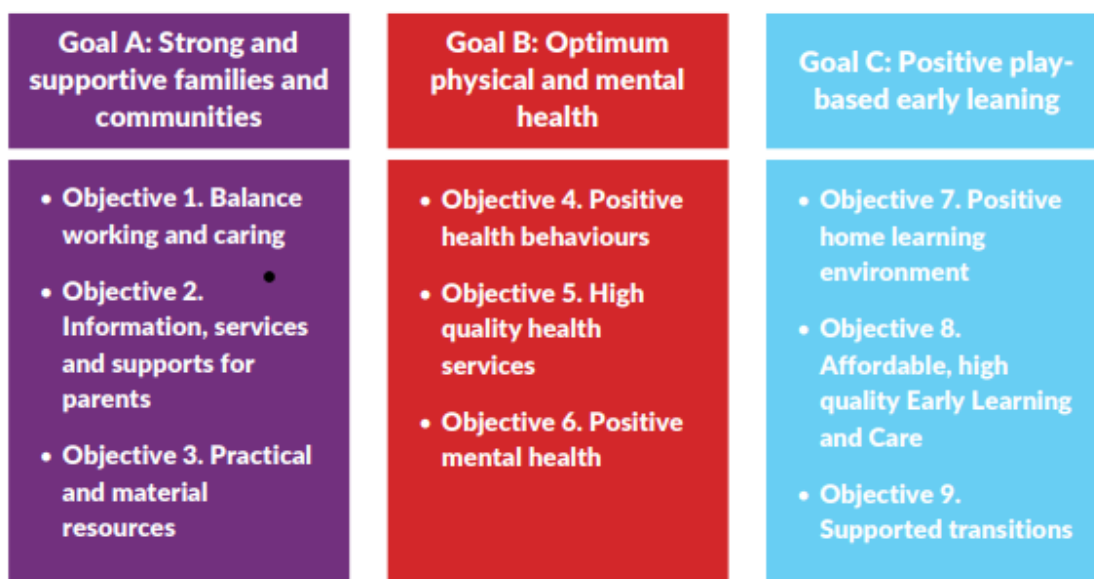 Goal A: Strong and
supportive families and
communities
• Objective 1. Balance
working and caring
• Objective 2.
Information, services
and supports for
parents
• Objective 3. Practical
and material
resources
Goal B: Optimum
physical and mental
health
• Objective 4. Positive
health behaviours
• Objective 5. High
quality health
services
• Objective 6. Positive
mental health
Goal C: Positive play-
based early leaning
• Objective 7. Positive
home learning
environment
• Objective 8.
Affordable, high
quality Early Learning
and Care
• Objective 9.
Supported transitions